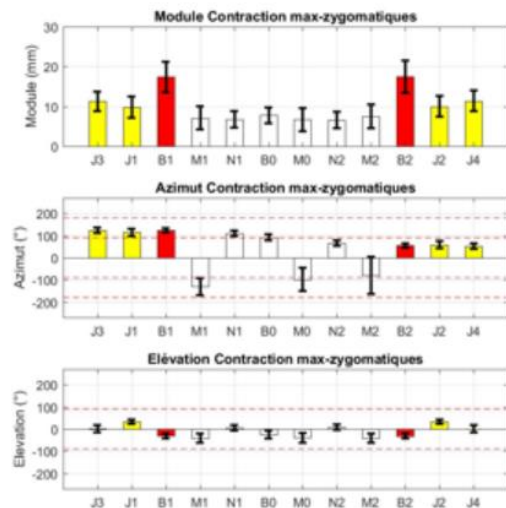 Module Contraction max-zygomatiques
Module (mm)
30
20
10
0
J3 J1 B1 M1 N1 B0 M0 N2 M2 B2 J2 J4
Azimut Contraction max-zygomatiques
Azimut (°)
200
100
0
-100
-200
J3 J1 B1 M1 N1 B0 M0 N2 M2 B2 J2 J4
Elévation Contraction max-zygomatiques
Elevation (°)
200
100
0
-100
-200
J3 J1 B1 M1 N1 B0 M0 N2 M2 B2 J2 J4